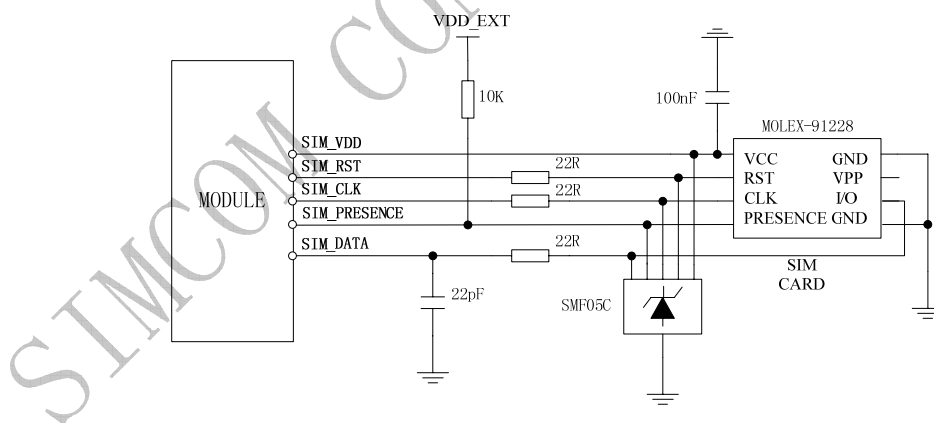 VDD_EXT
10K
100nF
MOLEX-91228
MODULE
SIM_VDD
SIM_RST
SIM_CLK
SIM_PRESENCE
SIM_DATA
22R
22R
22R
VCC GND
RST VPP
CLK I/O
PRESENCE GND
SIM
CARD
22pF
SMF05C
SIMCOM CO